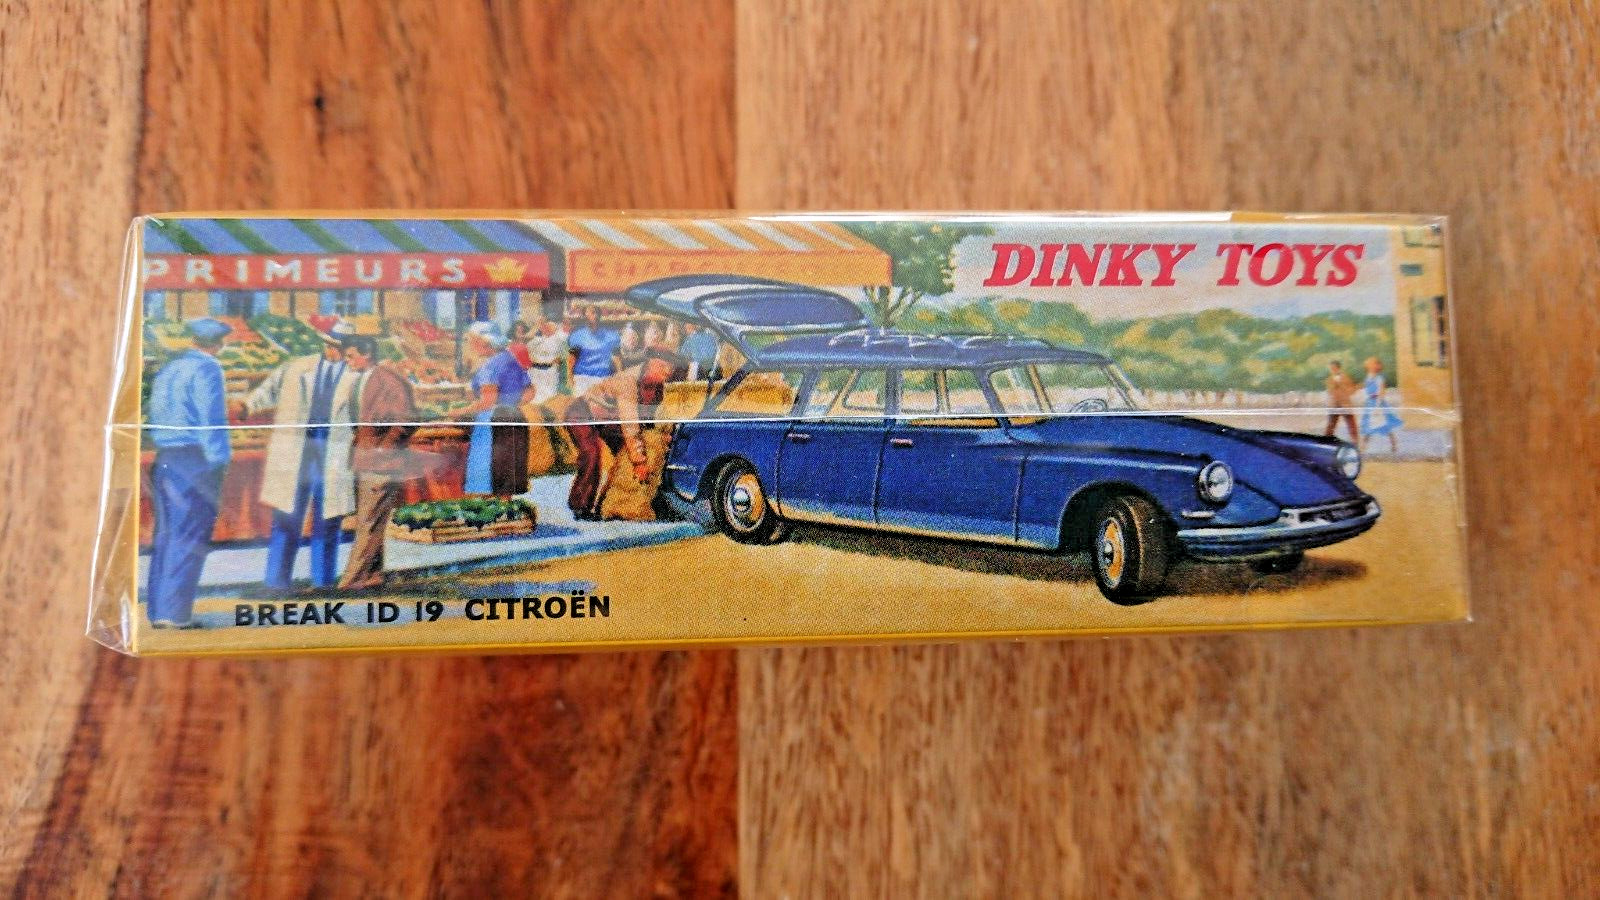 PRIMEURS
DINKY TOYS
BREAK ID 19 CITROËN